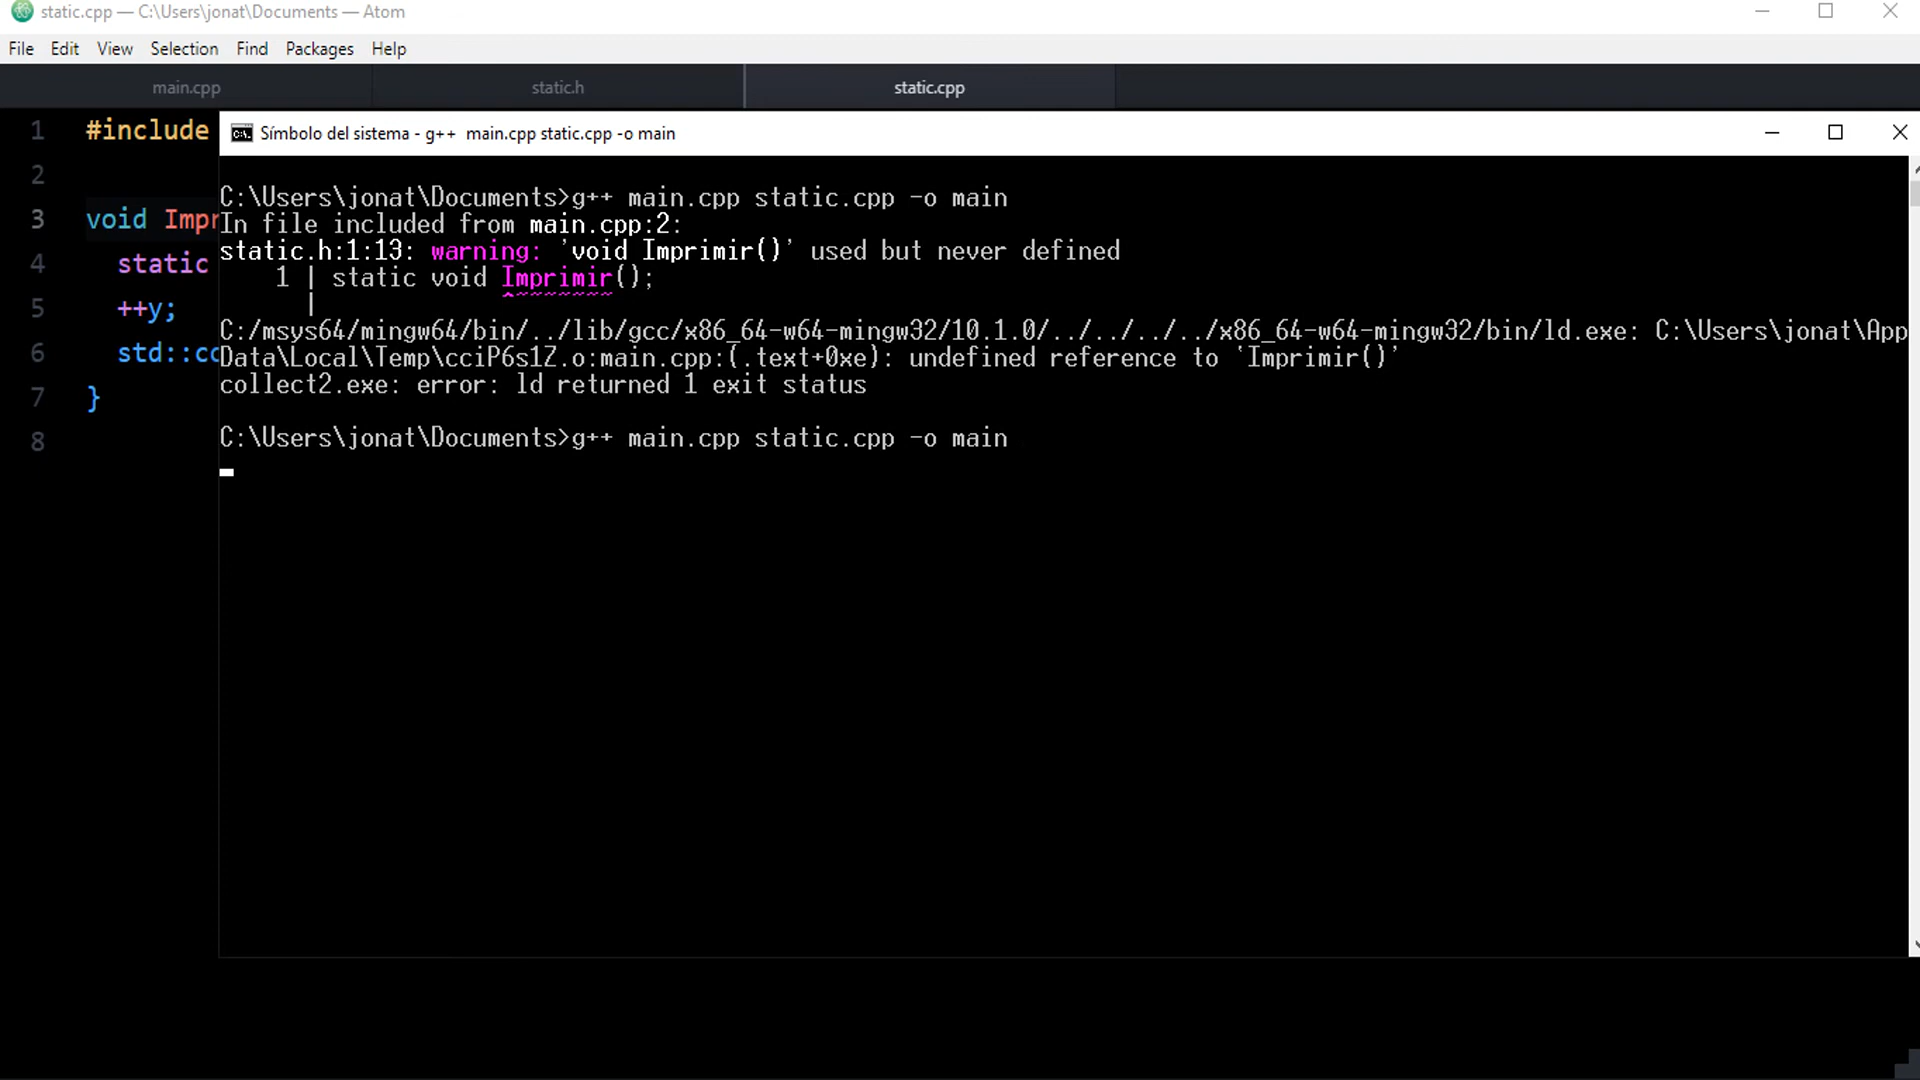 static.cpp — C:\Users\jonat\Documents — Atom
File Edit View Selection Find Packages Help
main.cpp static.h static.cpp
Símbolo del sistema - g++ main.cpp static.cpp -o main
1 #include
2
3 void Impr
4 static
5 ++y;
6 std::co
7 }
8
C:\Users\jonat\Documents>g++ main.cpp static.cpp -o main
In file included from main.cpp:2:
static.h:1:13: warning: 'void Imprimir()' used but never defined
1 | static void Imprimir();
| ^~~~~~~~
C:/msys64/mingw64/bin/../lib/gcc/x86_64-w64-mingw32/10.1.0/../../../../x86_64-w64-mingw32/bin/ld.exe: C:\Users\jonat\App
Data\Local\Temp\cciP6s1Z.o:main.cpp:(.text+0xe): undefined reference to `Imprimir()'
collect2.exe: error: ld returned 1 exit status
C:\Users\jonat\Documents>g++ main.cpp static.cpp -o main